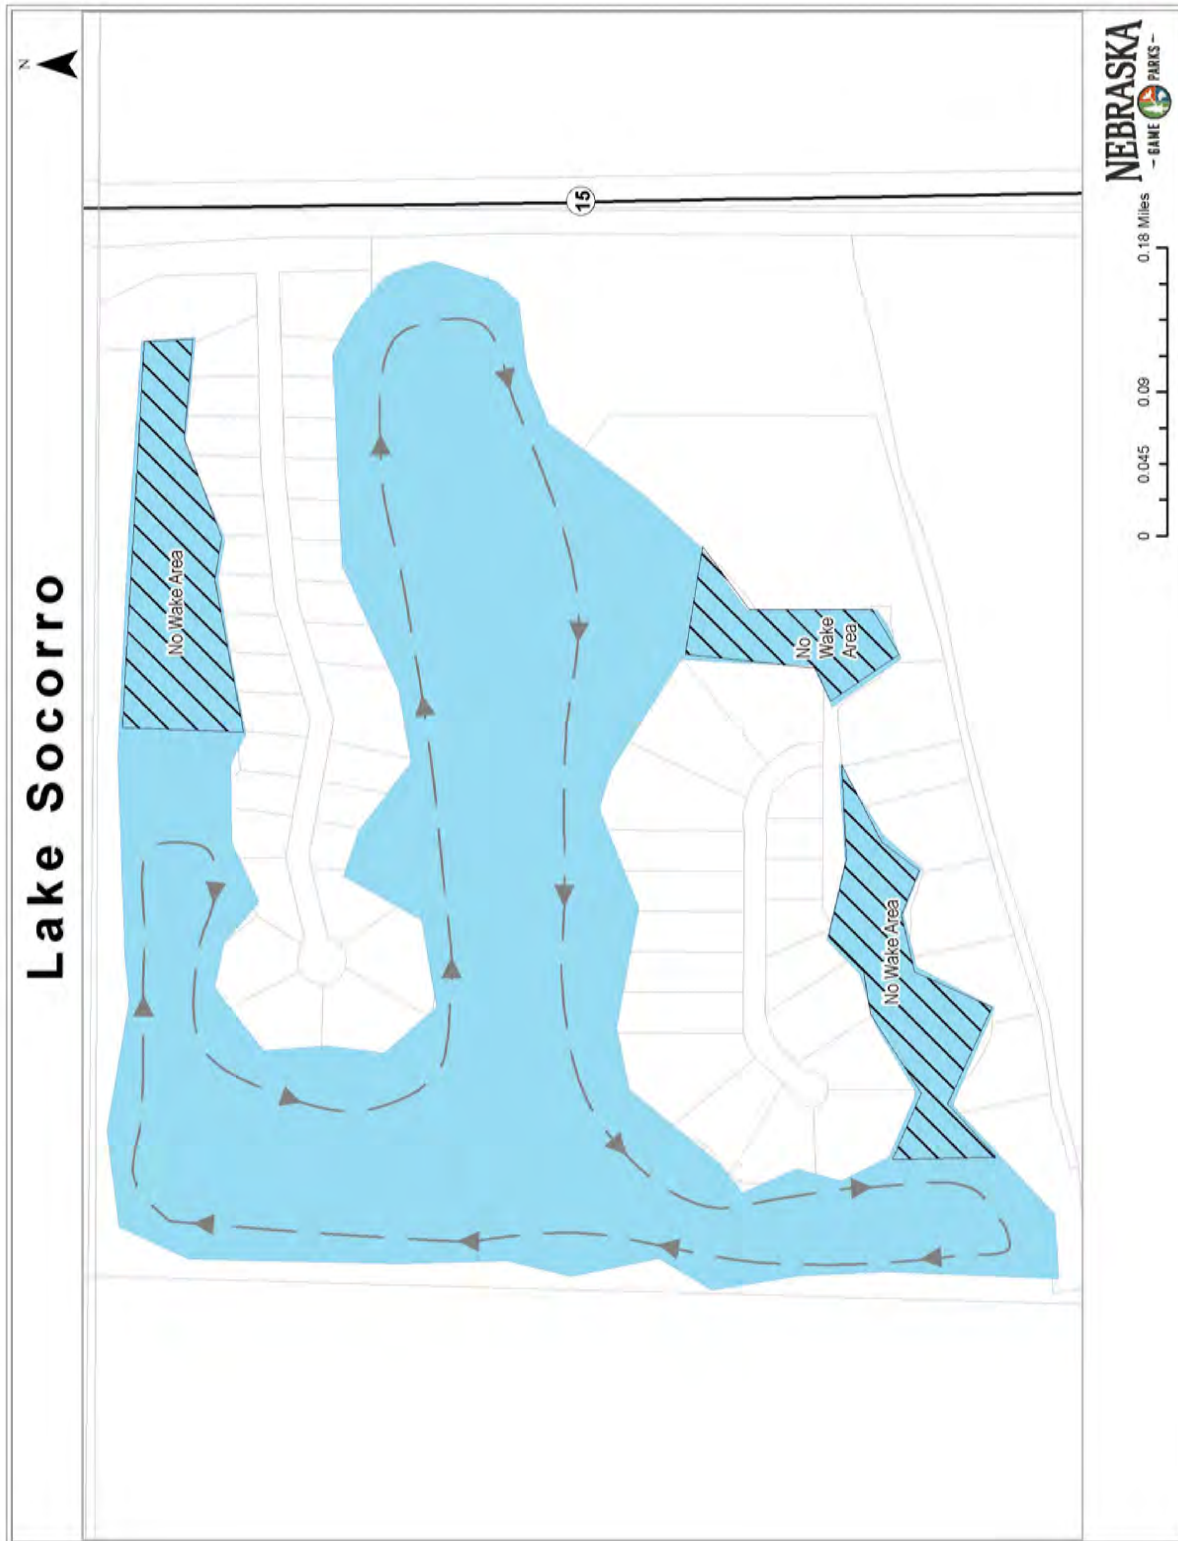 Lake Socorro
N
No Wake Area
15
No
Wake
Area
No Wake Area
0
0.045
0.09
0.18 Miles
NEBRASKA
- GAME PARKS -